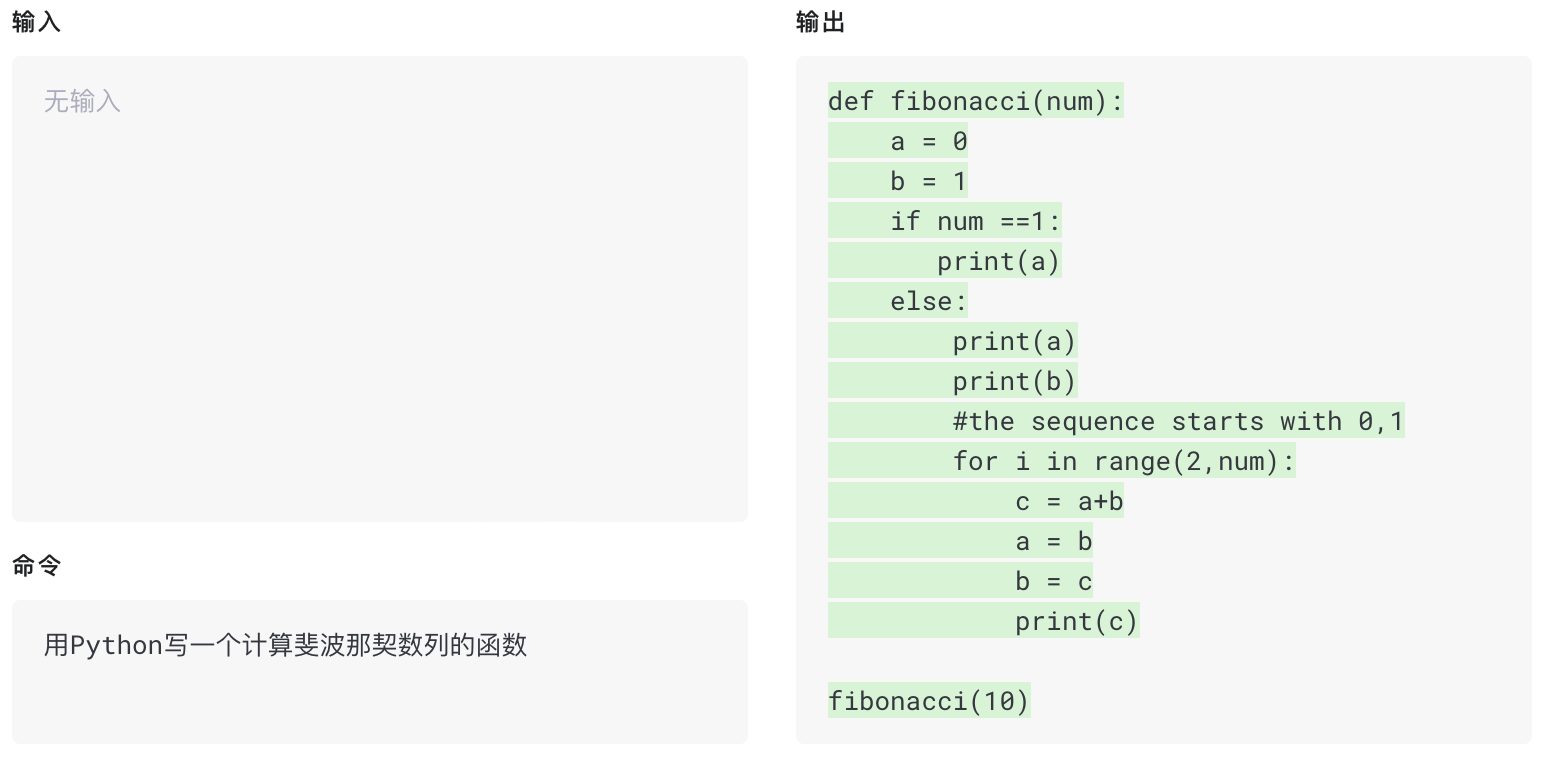 输入
无输入
命令
用Python写一个计算斐波那契数列的函数
输出
def fibonacci(num):
    a = 0
    b = 1
    if num ==1:
       print(a)
    else:
        print(a)
        print(b)
        #the sequence starts with 0,1
        for i in range(2,num):
            c = a+b
            a = b
            b = c
            print(c)

fibonacci(10)